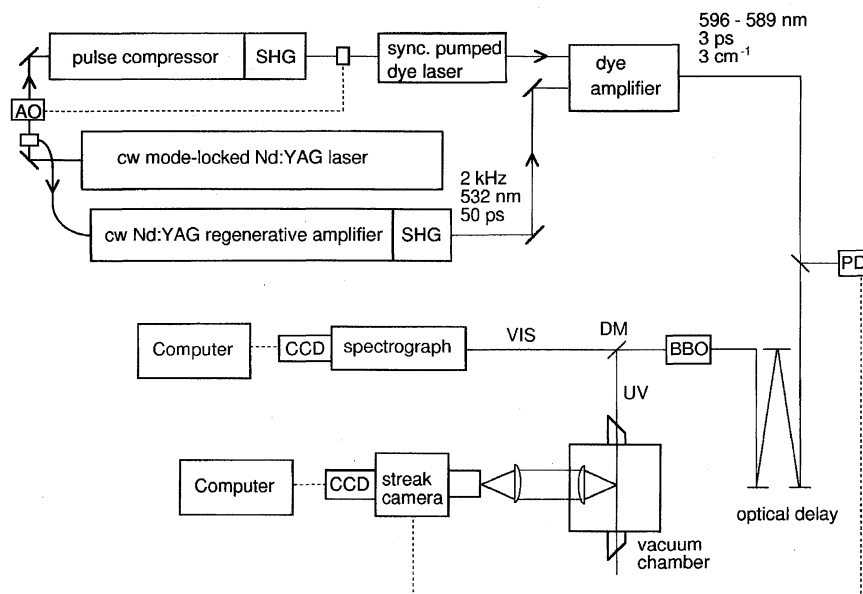 596 - 589 nm
3 ps
3 cm⁻¹
pulse compressor
SHG
sync. pumped
dye laser
dye
amplifier
AO
cw mode-locked Nd:YAG laser
2 kHz
532 nm
50 ps
cw Nd:YAG regenerative amplifier
SHG
PD
Computer
CCD
spectrograph
VIS
DM
BBO
UV
Computer
CCD
streak
camera
optical delay
vacuum
chamber